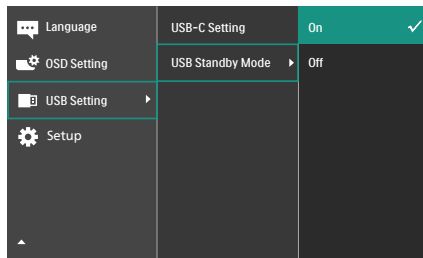 Language
OSD Setting
USB Setting
Setup
USB-C Setting
USB Standby Mode
On
Off